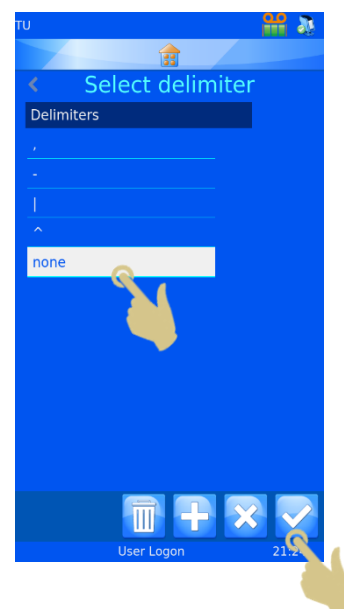 TU
Select delimiter
Delimiters
,
-
|
^
none
User Logon